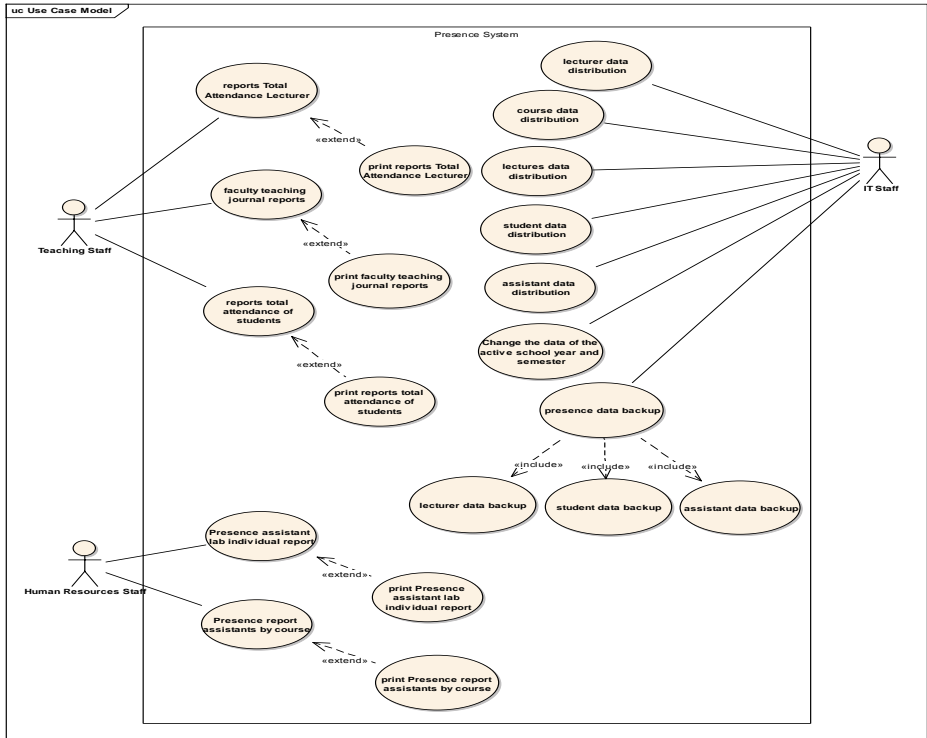 uc Use Case Model
Presence System
reports Total
Attendance Lecturer
«extend»
print reports Total
Attendance Lecturer
faculty teaching
journal reports
«extend»
print faculty teaching
journal reports
reports total
attendance of
students
«extend»
print reports total
attendance of
students
Teaching Staff
lecturer data
distribution
course data
distribution
lectures data
distribution
student data
distribution
assistant data
distribution
Change the data of the
active school year and
semester
presence data backup
«include»
«include»
«include»
lecturer data backup
student data backup
assistant data backup
IT Staff
Presence assistant
lab individual report
«extend»
print Presence
assistant lab
individual report
Human Resources Staff
Presence report
assistants by course
«extend»
print Presence report
assistants by course